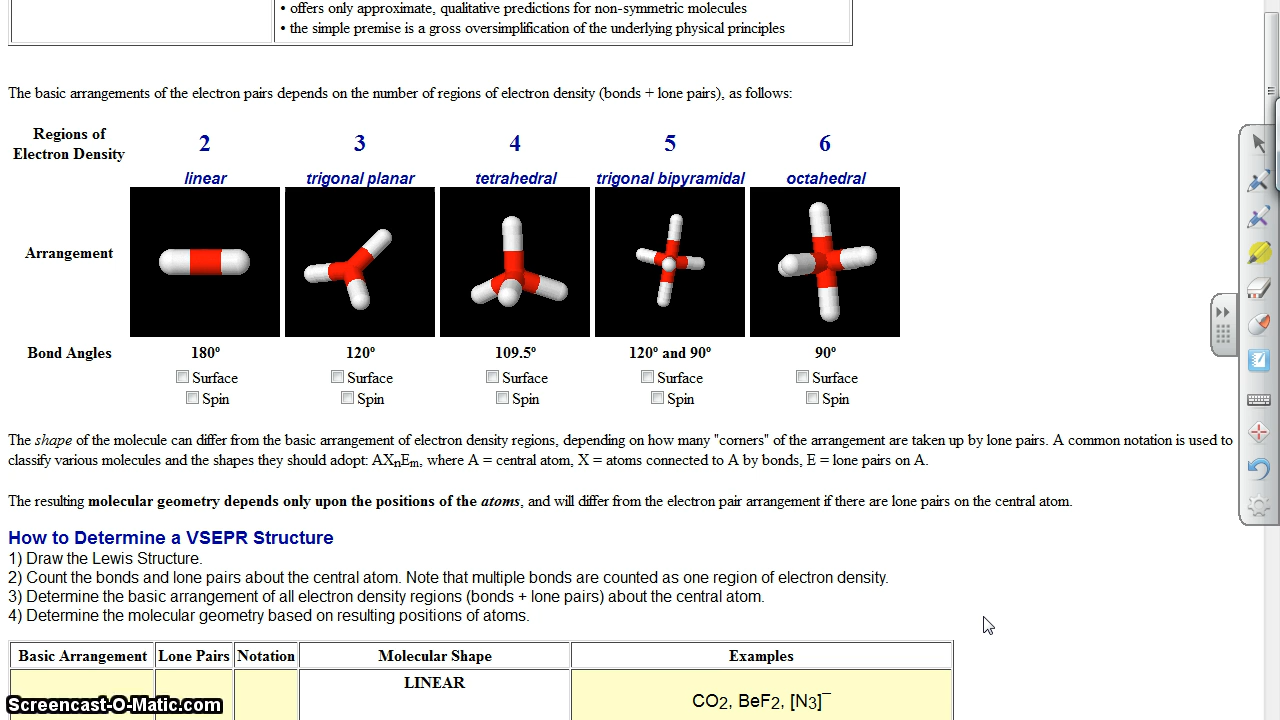 • offers only approximate, qualitative predictions for non-symmetric molecules
• the simple premise is a gross oversimplification of the underlying physical principles
The basic arrangements of the electron pairs depends on the number of regions of electron density (bonds + lone pairs), as follows:
Regions of
Electron Density
2 3 4 5 6
linear trigonal planar tetrahedral trigonal bipyramidal octahedral
Arrangement
Bond Angles 180º 120º 109.5º 120º and 90º 90º
Surface Surface Surface Surface Surface
Spin Spin Spin Spin Spin
The shape of the molecule can differ from the basic arrangement of electron density regions, depending on how many "corners" of the arrangement are taken up by lone pairs. A common notation is used to
classify various molecules and the shapes they should adopt: AXnEm, where A = central atom, X = atoms connected to A by bonds, E = lone pairs on A.
The resulting molecular geometry depends only upon the positions of the atoms, and will differ from the electron pair arrangement if there are lone pairs on the central atom.
How to Determine a VSEPR Structure
1) Draw the Lewis Structure.
2) Count the bonds and lone pairs about the central atom. Note that multiple bonds are counted as one region of electron density.
3) Determine the basic arrangement of all electron density regions (bonds + lone pairs) about the central atom.
4) Determine the molecular geometry based on resulting positions of atoms.
Basic Arrangement Lone Pairs Notation Molecular Shape Examples
LINEAR
CO2, BeF2, [N3]¯
Screencast-O-Matic.com